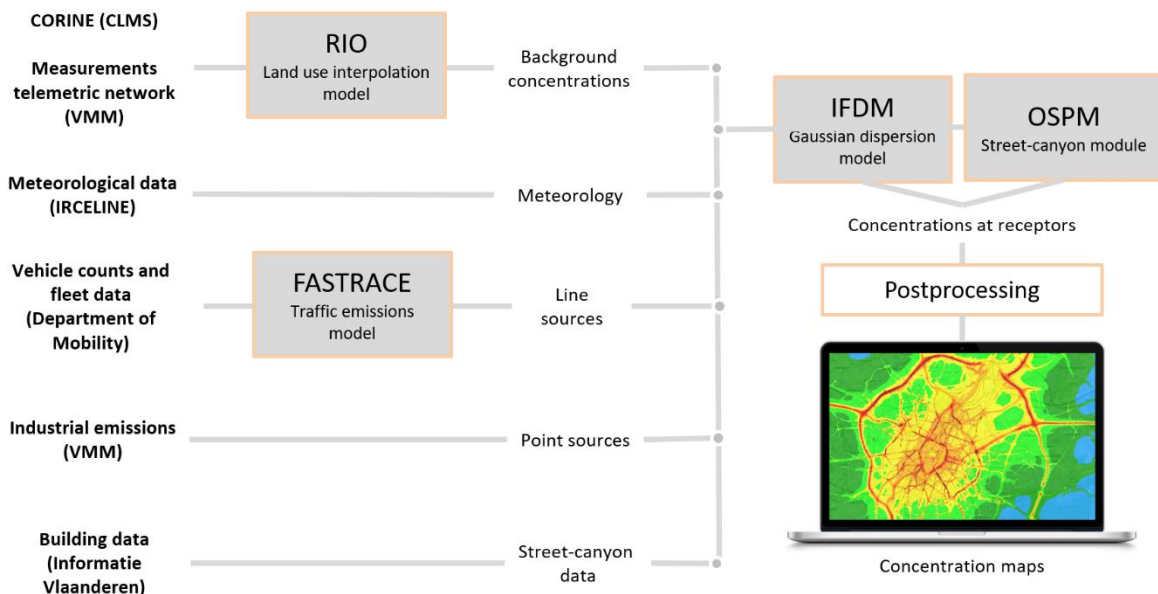 CORINE (CLMS)
Measurements
telemetric network
(VMM)
RIO
Land use interpolation
model
Background
concentrations
IFDM
Gaussian dispersion
model
OSPM
Street-canyon module
Meteorological data
(IRCELINE)
Meteorology
Concentrations at receptors
Vehicle counts and
fleet data
(Department of
Mobility)
FASTRACE
Traffic emissions
model
Line
sources
Postprocessing
Industrial emissions
(VMM)
Point sources
Building data
(Informatie
Vlaanderen)
Street-canyon
data
Concentration maps